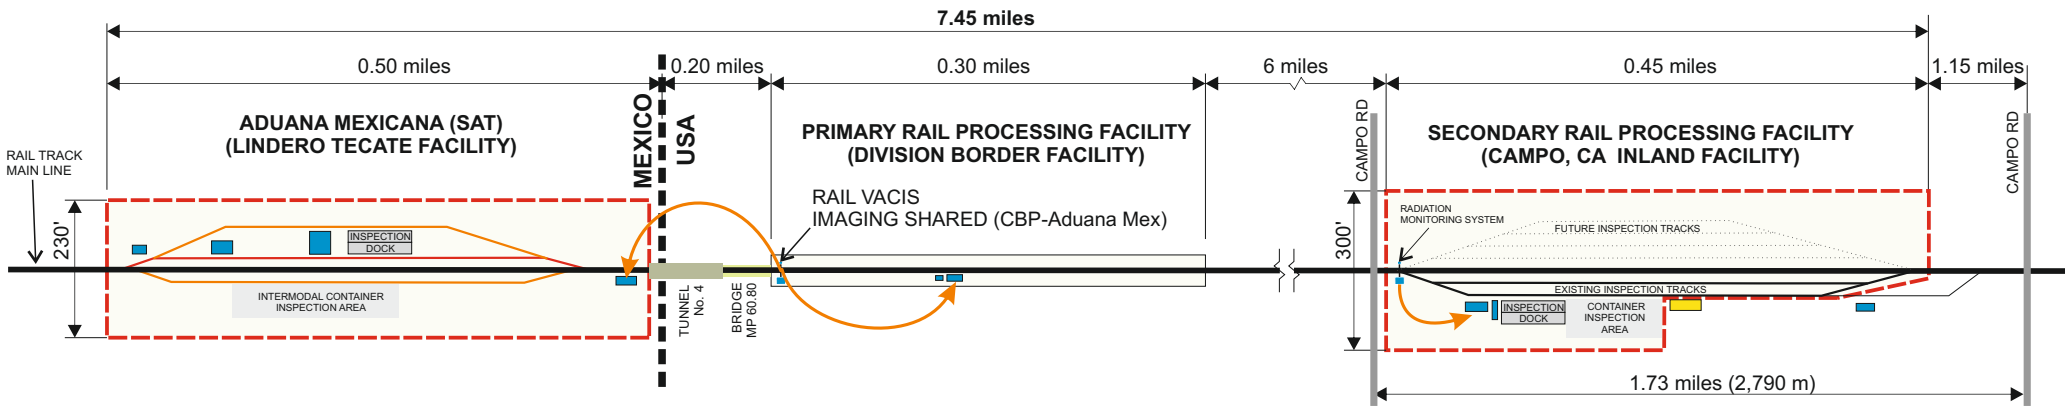 7.45 miles
0.50 miles
0.20 miles
0.30 miles
6 miles
0.45 miles
1.15 miles
ADUANA MEXICANA (SAT)
(LINDERO TECATE FACILITY)
MEXICO
USA
PRIMARY RAIL PROCESSING FACILITY
(DIVISION BORDER FACILITY)
SECONDARY RAIL PROCESSING FACILITY
(CAMPO, CA INLAND FACILITY)
CAMPO RD
CAMPO RD
RAIL TRACK
MAIN LINE
RAIL VACIS
IMAGING SHARED (CBP-Aduana Mex)
RADIATION
MONITORING SYSTEM
230'
300'
INSPECTION
DOCK
INTERMODAL CONTAINER
INSPECTION AREA
TUNNEL
No. 4
BRIDGE
MP 60.80
FUTURE INSPECTION TRACKS
EXISTING INSPECTION TRACKS
INSPECTION
DOCK
CONTAINER
INSPECTION
AREA
1.73 miles (2,790 m)